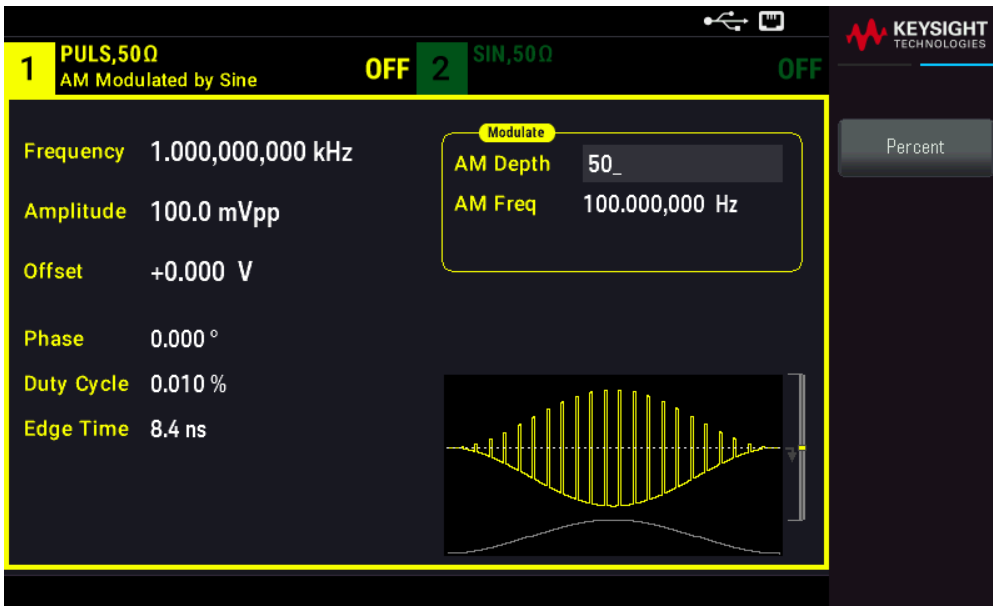 KEYSIGHT
TECHNOLOGIES
1 PULS,50Ω
AM Modulated by Sine
OFF
2 SIN,50Ω
OFF
Frequency 1.000,000,000 kHz
Amplitude 100.0 mVpp
Offset +0.000 V
Phase 0.000 °
Duty Cycle 0.010 %
Edge Time 8.4 ns
Modulate
AM Depth 50_
AM Freq 100.000,000 Hz
Percent